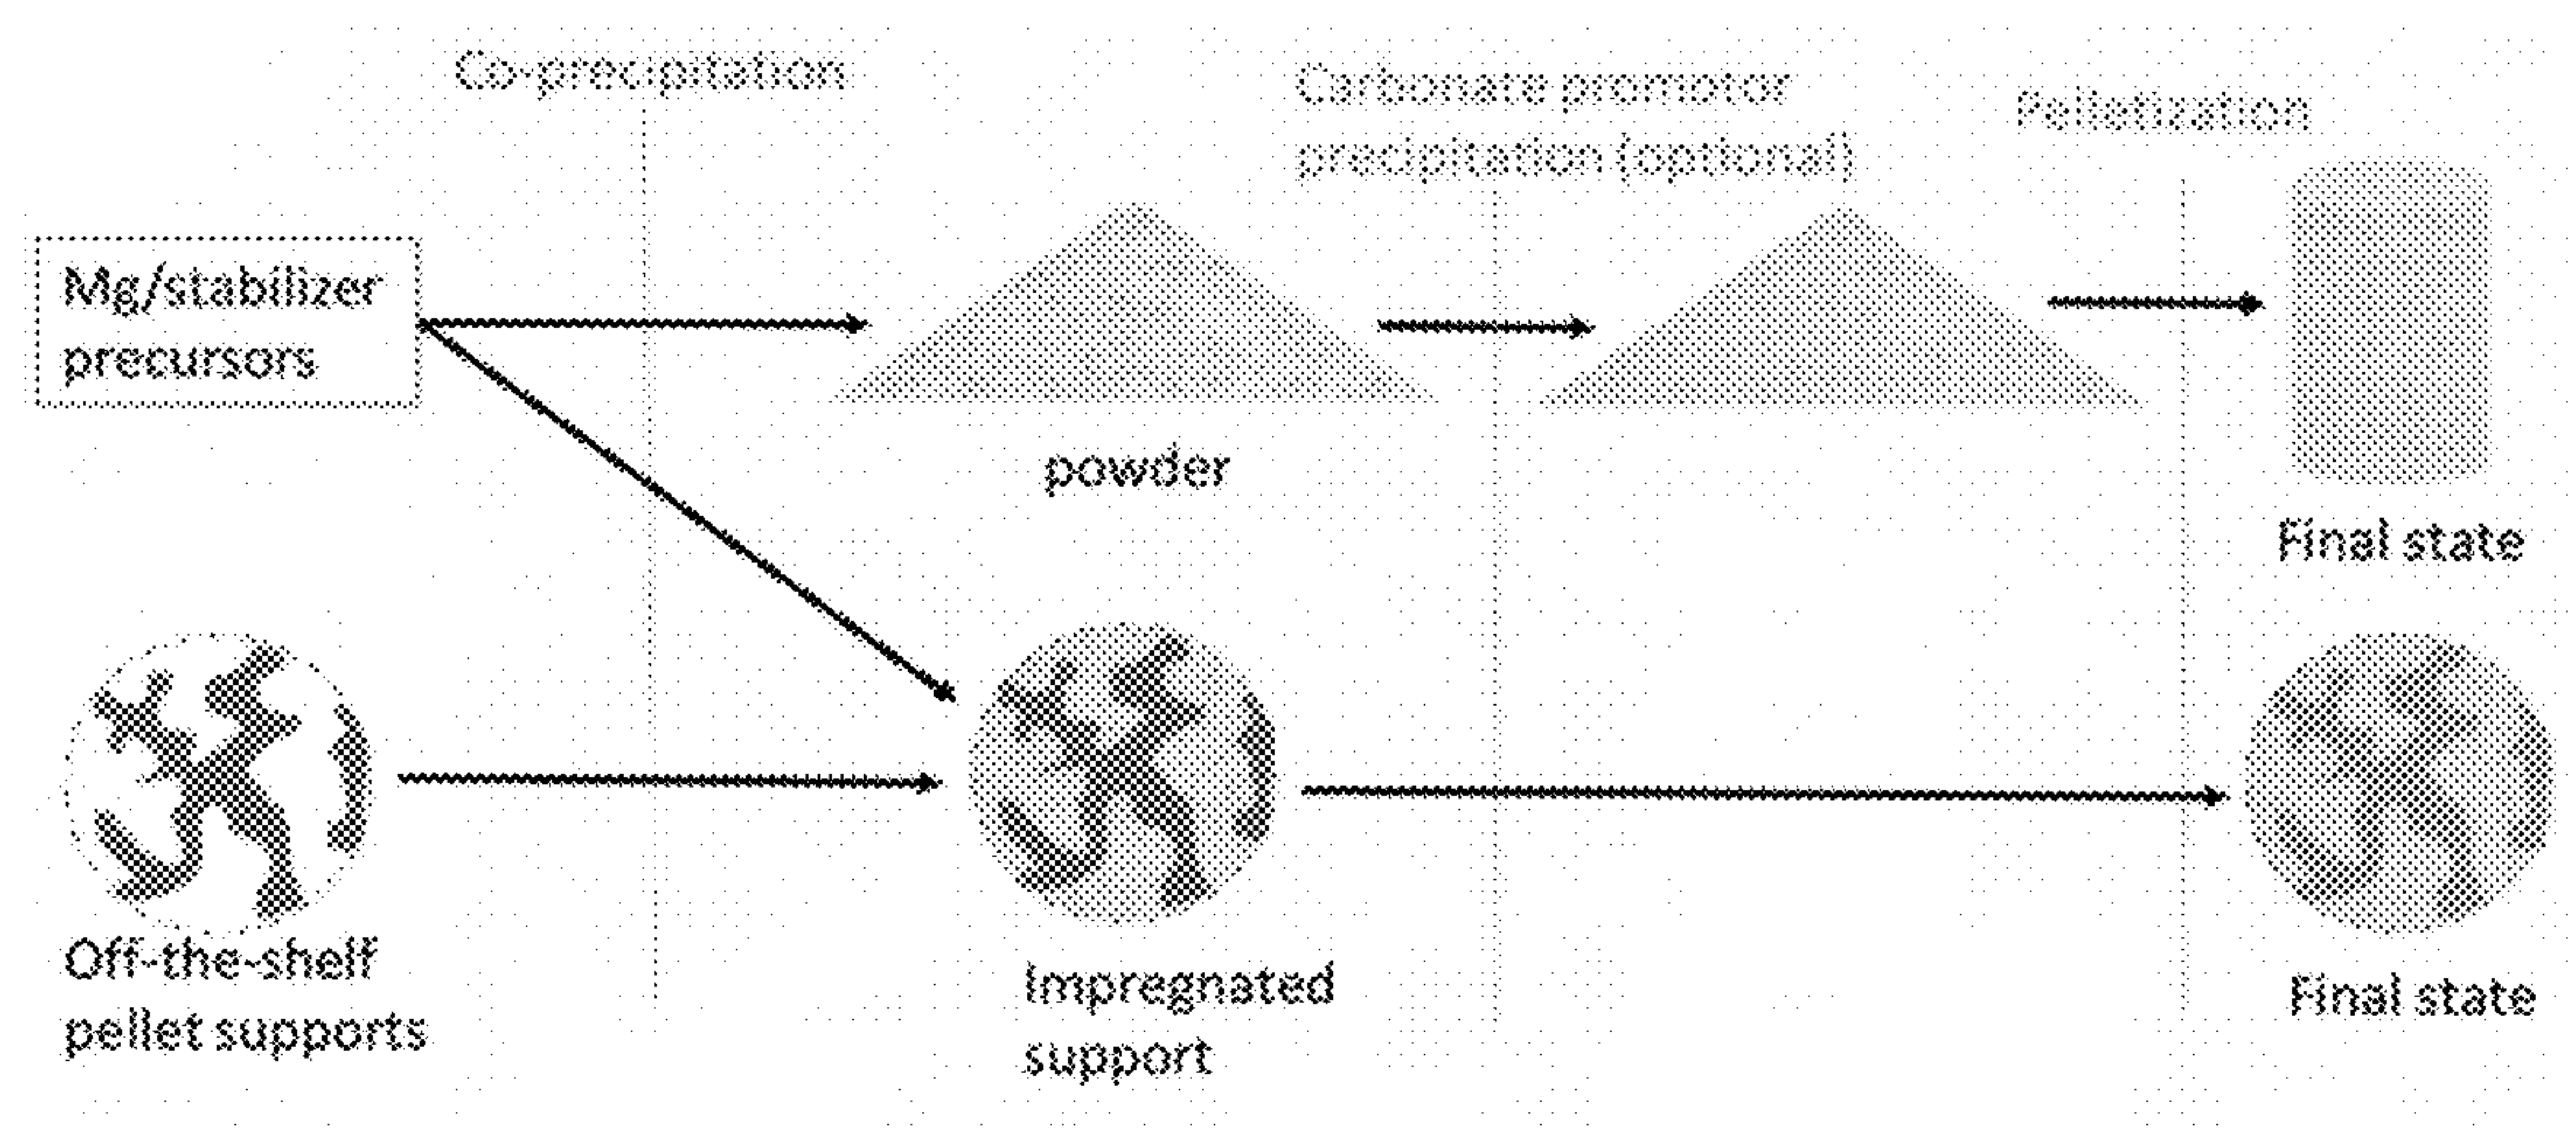 Co-precipitation
Carbonate promotor
precipitation (optional)
Pelletization
Mg/stabilizer
precursors
powder
Final state
Off-the-shelf
pellet supports
Impregnated
support
Final state